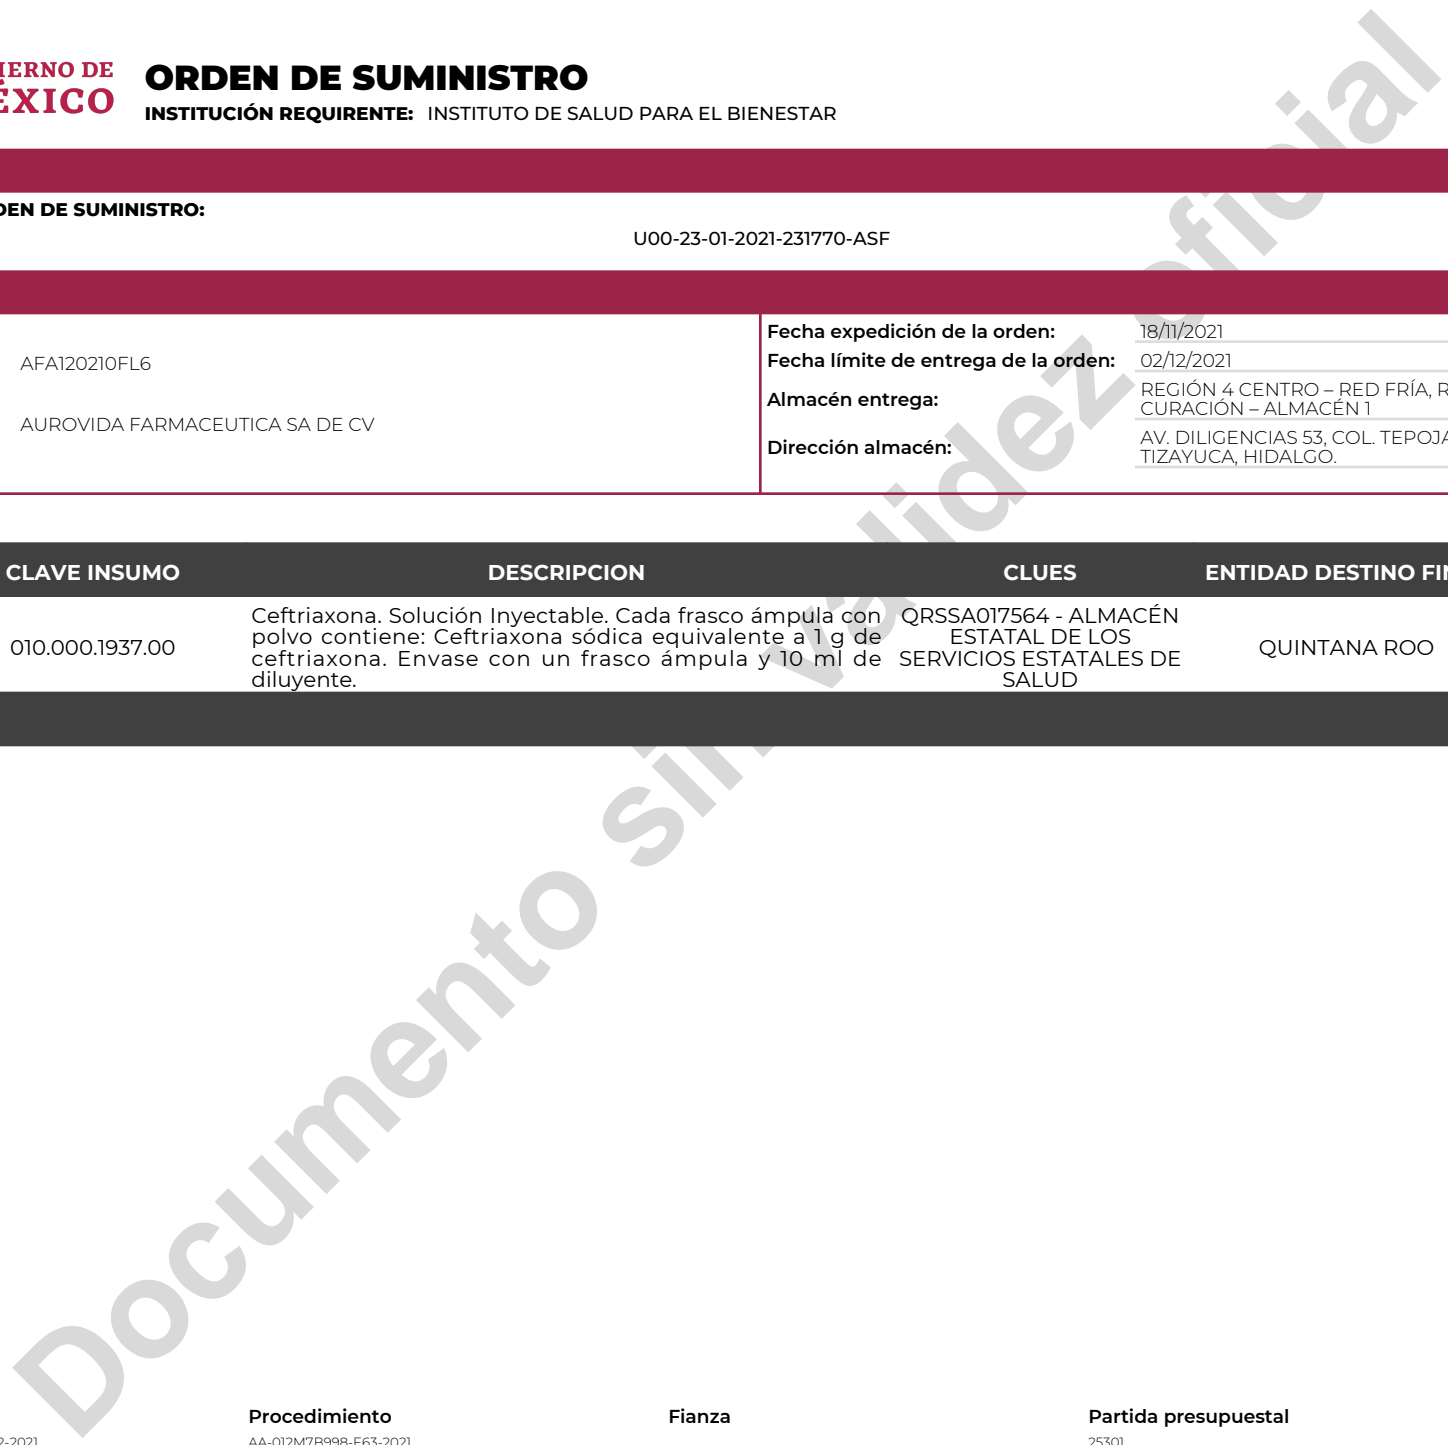 DE
ORDEN DE SUMINISTRO
INSTITUCIÓN REQUIRENTE: INSTITUTO DE SALUD PARA EL BIENESTAR
DE SUMINISTRO:
U00-23-01-2021-231770-ASF
AFA120210FL6
AUROVIDA FARMACEUTICA SA DE CV
Fecha expedición de la orden: 18/11/2021
Fecha límite de entrega de la orden: 02/12/2021
Almacén entrega: REGIÓN 4 CENTRO – RED FRÍA,
CURACIÓN – ALMACÉN 1
Dirección almacén: AV. DILIGENCIAS 53, COL.
TIZAYUCA, HIDALGO.
CLAVE INSUMO DESCRIPCION CLUES ENTIDAD DESTINO
010.000.1937.00
Ceftriaxona. Solución Inyectable. Cada frasco ámpula con
polvo contiene: Ceftriaxona sódica equivalente a 1 g de
ceftriaxona. Envase con un frasco ámpula y 10 ml de
diluyente.
QRSSA017564 - ALMACÉN
ESTATAL DE LOS
SERVICIOS ESTATALES DE
SALUD
QUINTANA ROO
Documento sin validez oficial
Procedimiento Fianza Partida presupuestal
AA-012M7B998-E63-2021 25301